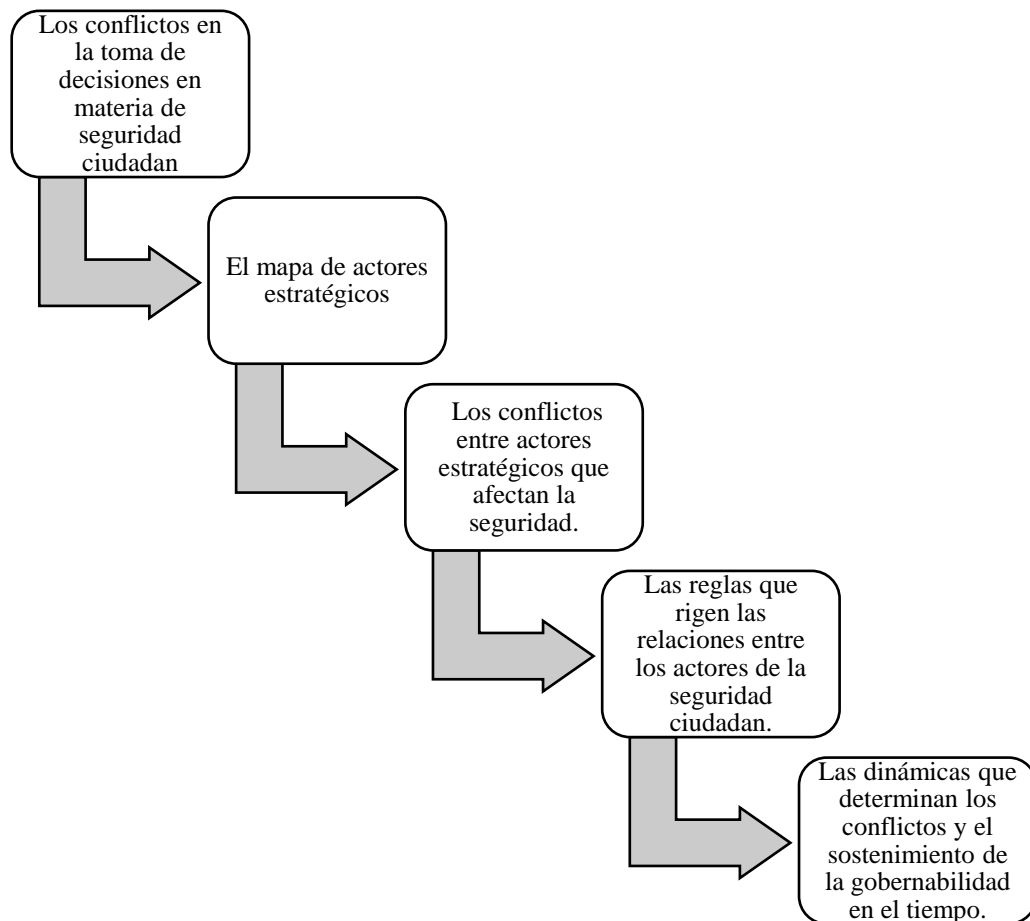 Los conflictos en
la toma de
decisiones en
materia de
seguridad
ciudadan
El mapa de actores
estratégicos
Los conflictos
entre actores
estratégicos que
afectan la
seguridad.
Las reglas que
rigen las
relaciones entre
los actores de la
seguridad
ciudadan.
Las dinámicas que
determinan los
conflictos y el
sostenimiento de
la gobernabilidad
en el tiempo.